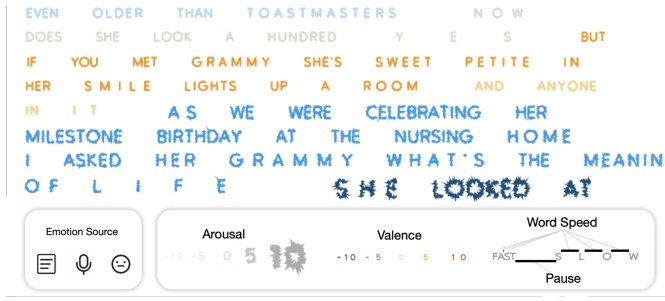 EVEN OLDER THAN TOASTMASTERS NOW
DOES SHE LOOK A HUNDRED YES BUT
IF YOU MET GRAMMY SHE'S SWEET PETITE IN
HER SMILE LIGHTS UP A ROOM AND ANYONE
IN IT AS WE WERE CELEBRATING HER
MILESTONE BIRTHDAY AT THE NURSING HOME
I ASKED HER GRAMMY WHAT'S THE MEANIN
OF LIFE SHE LOOKED AT
Emotion Source
Arousal
-10 -5 0 5 10
Valence
-10 -5 0 5 10
Word Speed
FAST SLOW
Pause